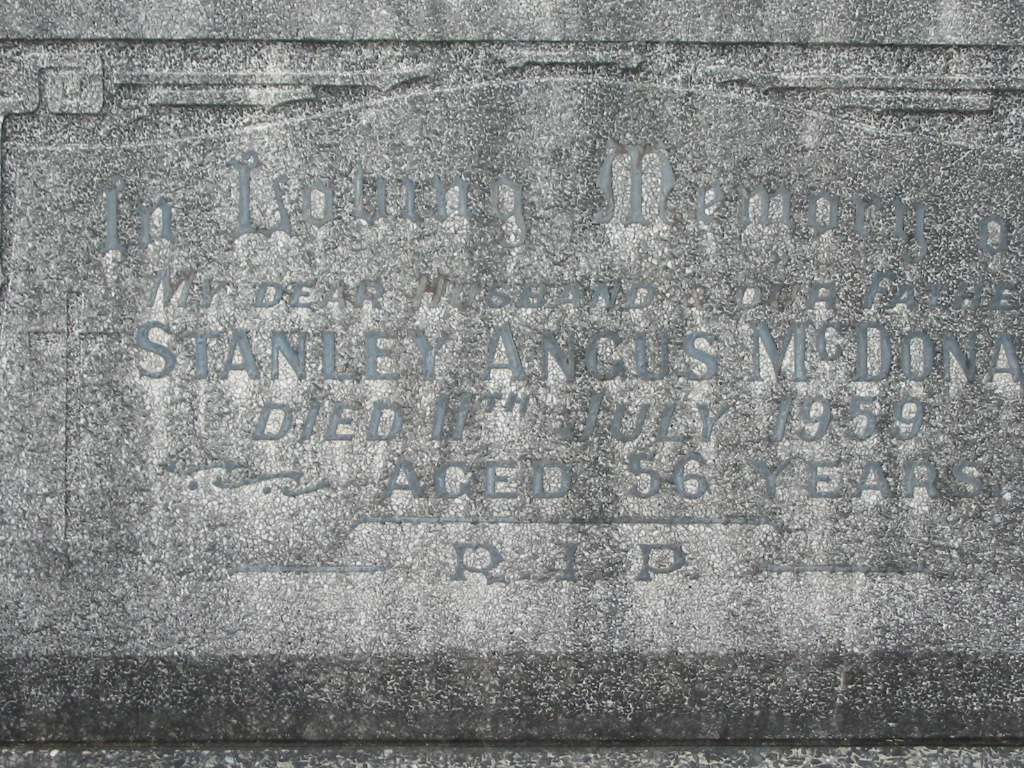 In Loving Memory o
MY DEAR HUSBAND & OUR FATHE
STANLEY ANGUS McDONA
DIED 11TH JULY 1959
AGED 56 YEARS.
R.I.P